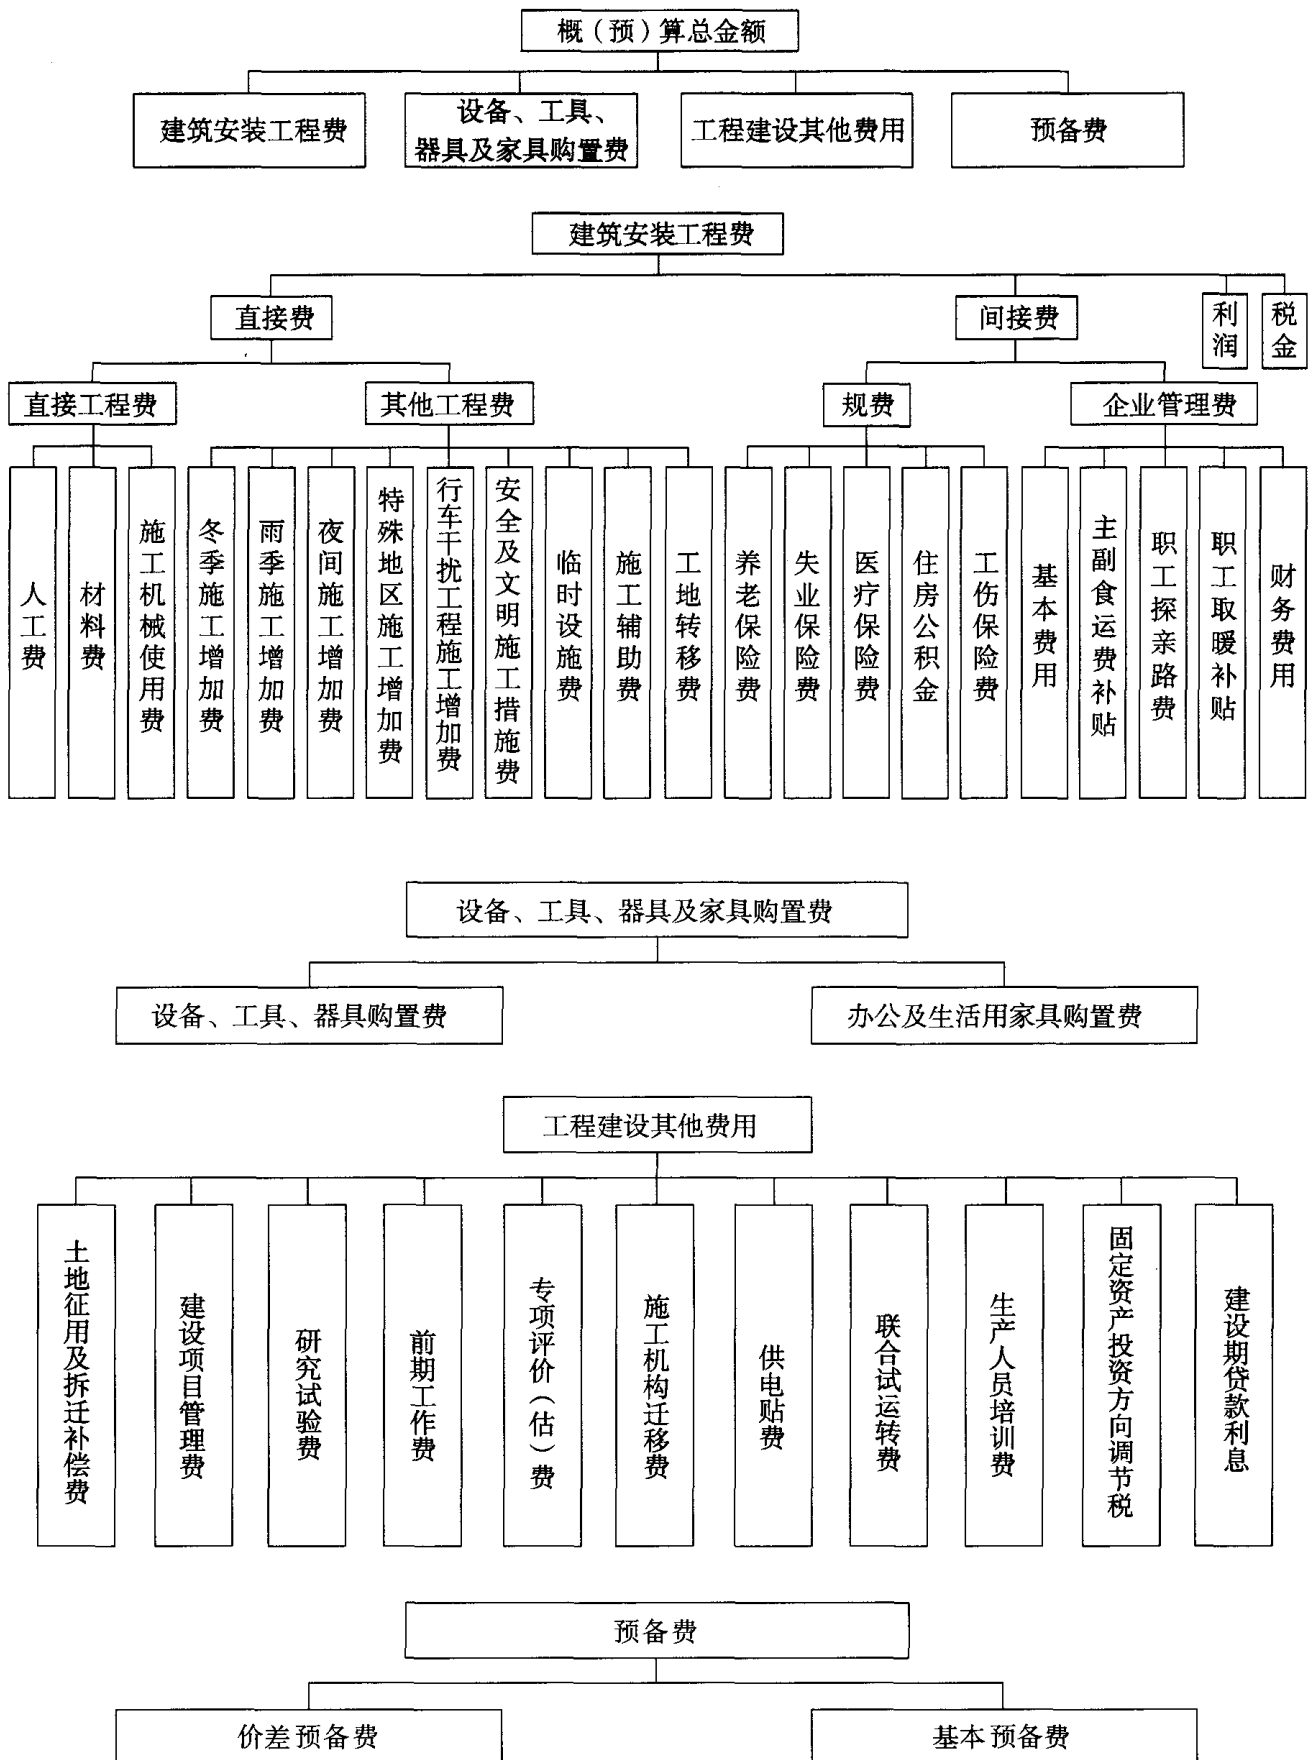 概（预）算总金额
建筑安装工程费
设备、工具、
器具及家具购置费
工程建设其他费用
预备费
建筑安装工程费
直接费
间接费
利润
税金
直接工程费
其他工程费
规费
企业管理费
人工费
材料费
施工机械使用费
冬季施工增加费
雨季施工增加费
夜间施工增加费
特殊地区施工增加费
行车干扰工程施工增加费
安全及文明施工措施费
临时设施费
施工辅助费
工地转移费
养老保险费
失业保险费
医疗保险费
住房公积金
工伤保险费
基本费用
主副食运费补贴
职工探亲路费
职工取暖补贴
财务费用
设备、工具、器具及家具购置费
设备、工具、器具购置费
办公及生活用家具购置费
工程建设其他费用
土地征用及拆迁补偿费
建设项目管理费
研究试验费
前期工作费
专项评价（估）费
施工机构迁移费
供电贴费
联合试运转费
生产人员培训费
固定资产投资方向调节税
建设期贷款利息
预备费
价差预备费
基本预备费